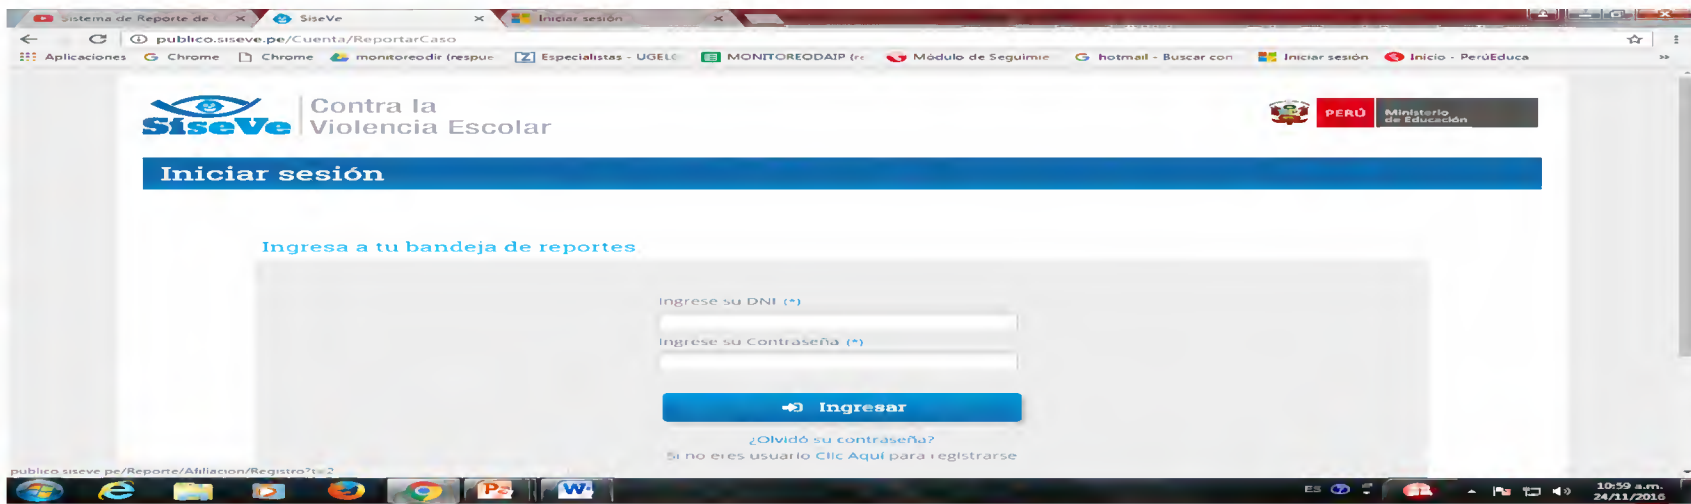 Sistema de Reporte de
SiseVe
Iniciar sesión
publico.siseve.pe/Cuenta/ReportarCaso
Aplicaciones
Chrome
Chrome
monitoreodir (respue
Especialistas - UGEL
MONITOREODAIP (re
Módulo de Seguimie
hotmail - Buscar con
Iniciar sesión
Inicio - PerúEduca
SíseVe
Contra la
Violencia Escolar
PERÚ
Ministerio
de Educación
Iniciar sesión
Ingresa a tu bandeja de reportes
Ingrese su DNI (*)
Ingrese su Contraseña (*)
Ingresar
¿Olvidó su contraseña?
Si no eres usuario Clic Aquí para registrarse
publico.siseve.pe/Reporte/Afiliacion/Registro?t=2
ES
10:59 a.m.
24/11/2016